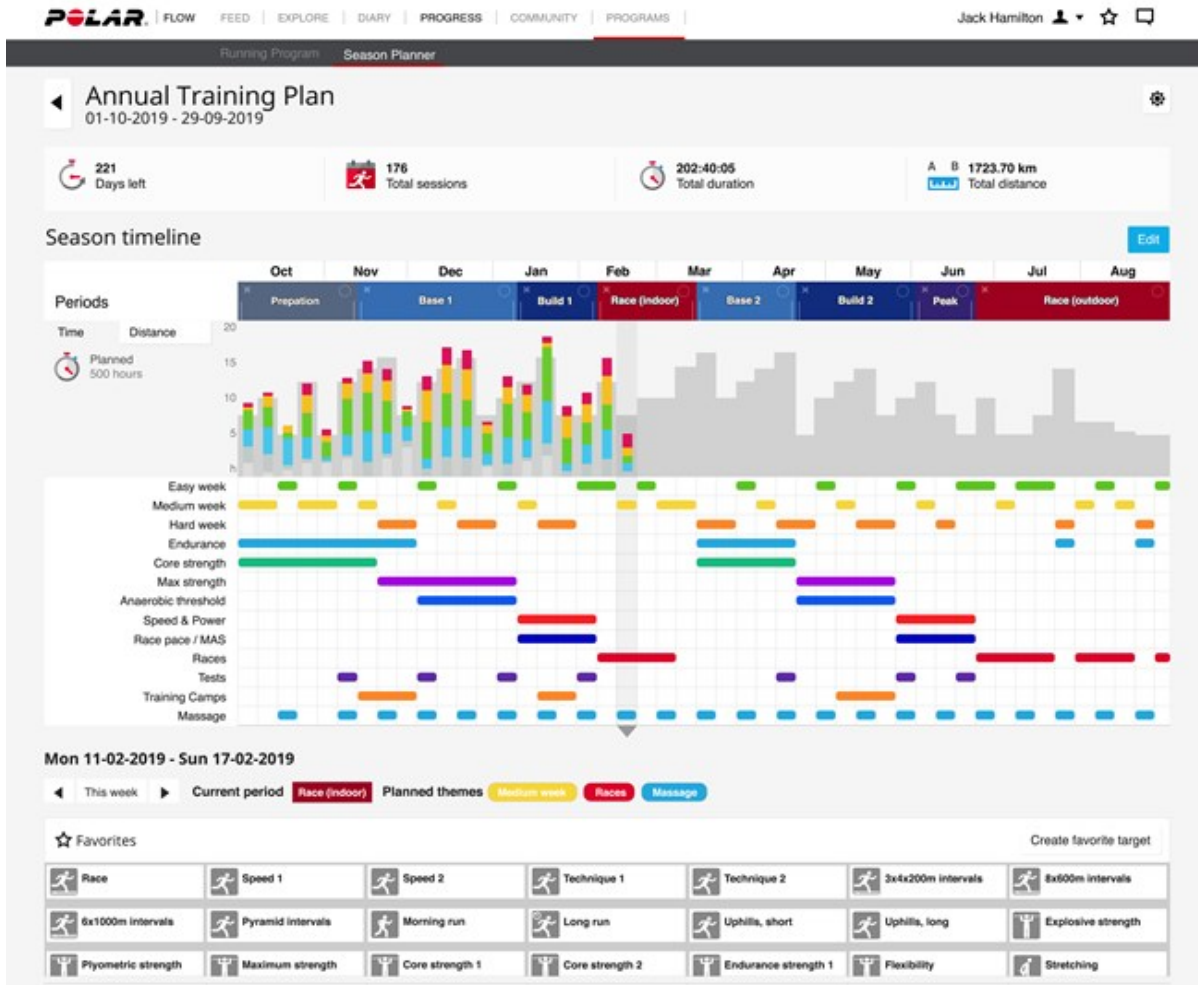 POLAR. FLOW FEED EXPLORE DIARY PROGRESS COMMUNITY PROGRAMS Jack Hamilton
Running Program Season Planner
Annual Training Plan
01-10-2019 - 29-09-2019
221 176 202:40:05 A B 1723.70 km
Days left Total sessions Total duration Total distance
Season timeline Edit
Oct Nov Dec Jan Feb Mar Apr May Jun Jul Aug
Periods Prepation Base 1 Build 1 Race (indoor) Base 2 Build 2 Peak Race (outdoor)
Time Distance 20
Planned 15
500 hours
10
5
h
Easy week
Medium week
Hard week
Endurance
Core strength
Max strength
Anaerobic threshold
Speed & Power
Race pace / MAS
Races
Tests
Training Camps
Massage
Mon 11-02-2019 - Sun 17-02-2019
This week Current period Race (indoor) Planned themes Medium week Races Massage
Favorites Create favorite target
Race Speed 1 Speed 2 Technique 1 Technique 2 3x4x200m intervals 8x600m intervals
6x1000m intervals Pyramid intervals Morning run Long run Uphills, short Uphills, long Explosive strength
Plyometric strength Maximum strength Core strength 1 Core strength 2 Endurance strength 1 Flexibility Stretching